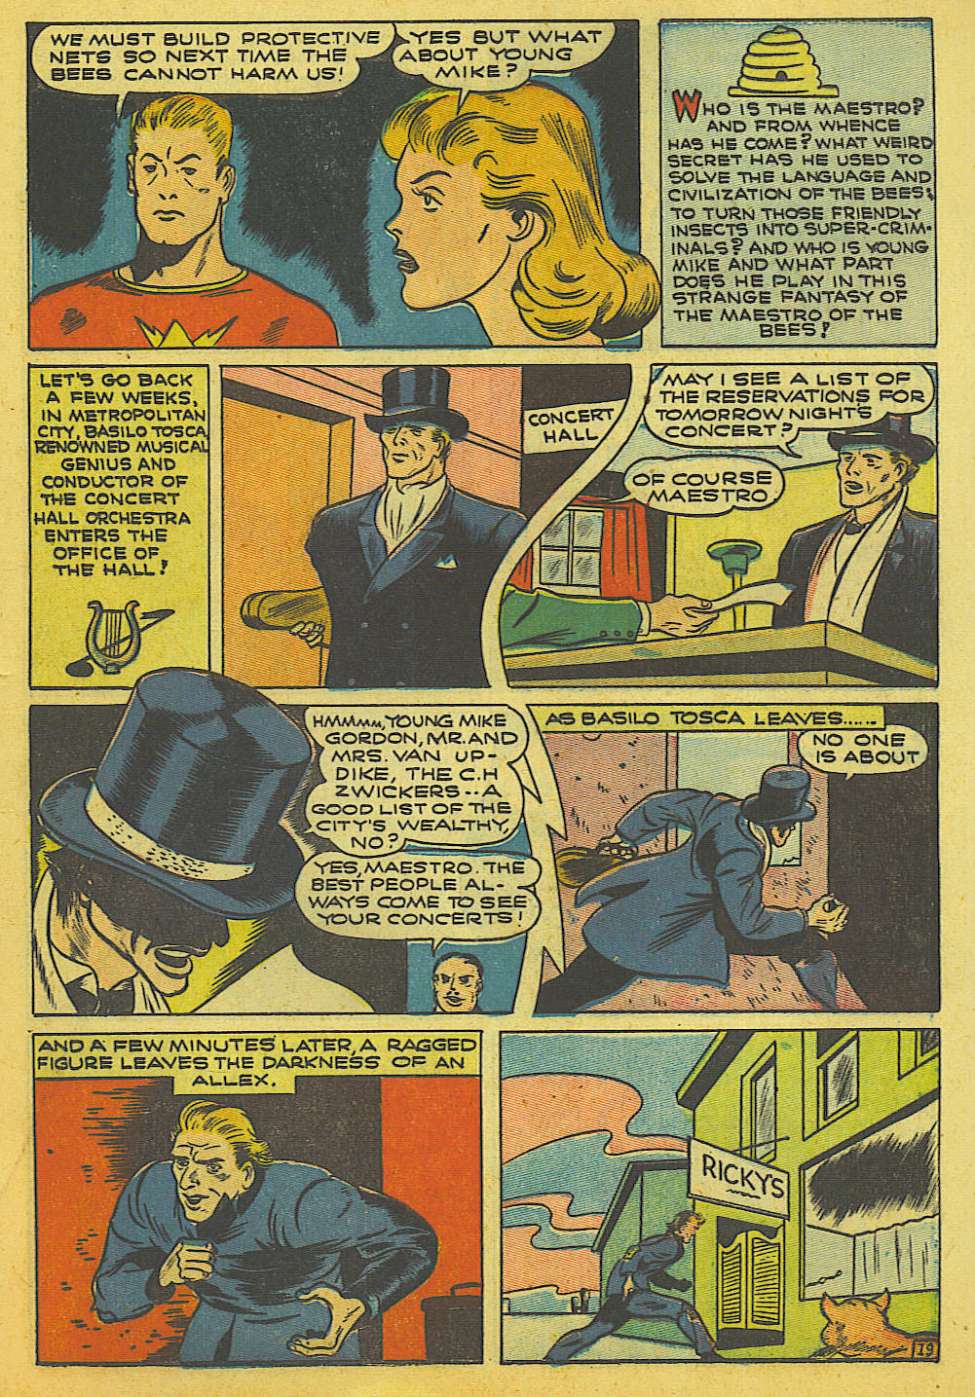 WE MUST BUILD PROTECTIVE
NETS SO NEXT TIME THE
BEES CANNOT HARM US!
YES BUT WHAT
ABOUT YOUNG
MIKE?
WHO IS THE MAESTRO?
AND FROM WHENCE
HAS HE COME? WHAT WEIRD
SECRET HAS HE USED TO
SOLVE THE LANGUAGE AND
CIVILIZATION OF THE BEES;
TO TURN THOSE FRIENDLY
INSECTS INTO SUPER-CRIM-
INALS? AND WHO IS YOUNG
MIKE AND WHAT PART
DOES HE PLAY IN THIS
STRANGE FANTASY OF
THE MAESTRO OF THE
BEES!
LET'S GO BACK
A FEW WEEKS,
IN METROPOLITAN
CITY, BASILO TOSCA,
RENOWNED MUSICAL
GENIUS AND
CONDUCTOR OF
THE CONCERT
HALL ORCHESTRA
ENTERS THE
OFFICE OF
THE HALL!
CONCERT
HALL
MAY I SEE A LIST OF
THE RESERVATIONS FOR
TOMORROW NIGHT'S
CONCERT?
OF COURSE
MAESTRO.
HMMMM, YOUNG MIKE
GORDON, MR. AND
MRS. VAN UP-
DIKE, THE C.H
ZWICKERS--A
GOOD LIST OF THE
CITY'S WEALTHY,
NO?
YES, MAESTRO. THE
BEST PEOPLE AL-
WAYS COME TO SEE
YOUR CONCERTS!
AS BASILO TOSCA LEAVES......
NO ONE
IS ABOUT
AND A FEW MINUTES LATER, A RAGGED
FIGURE LEAVES THE DARKNESS OF AN
ALLEX.
RICKY'S
19